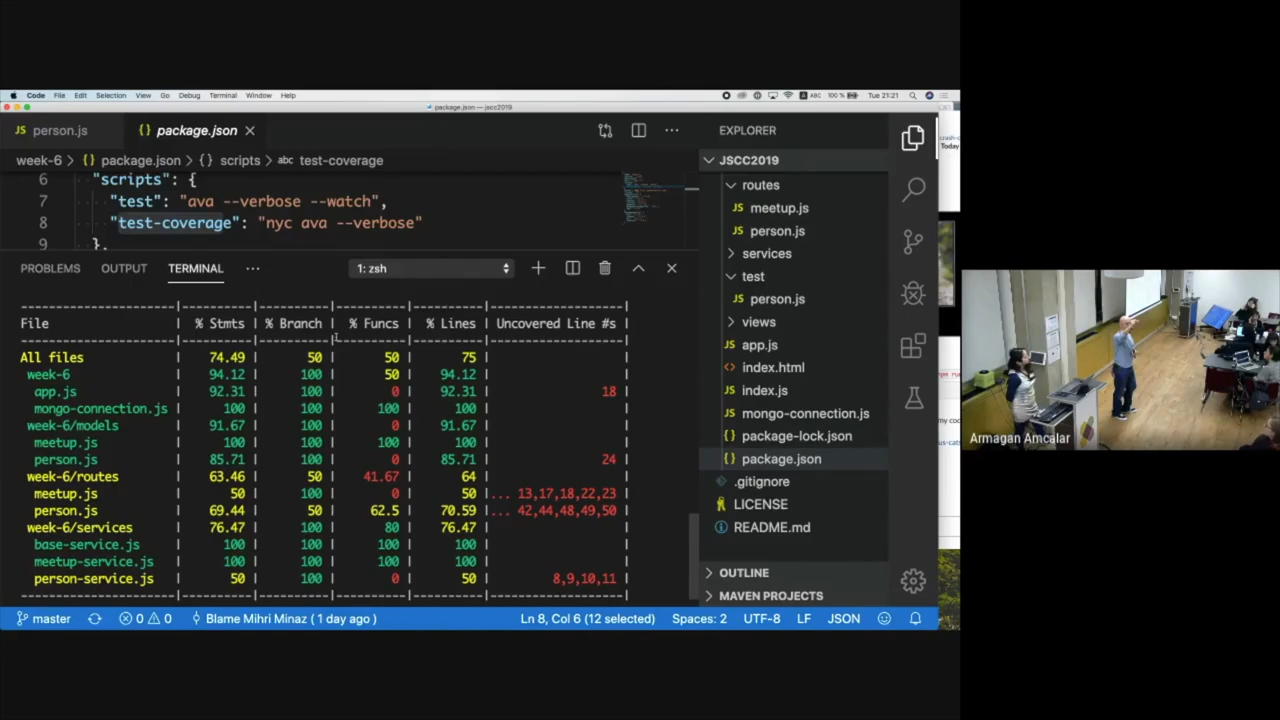 Code File Edit Selection View Go Debug Terminal Window Help
ABC 100 % Tue 21:21
package.json — jscc2019
JS person.js {} package.json
week-6 > {} package.json > {} scripts > abc test-coverage
6 "scripts": {
7 "test": "ava --verbose --watch",
8 "test-coverage": "nyc ava --verbose"
9 },
PROBLEMS OUTPUT TERMINAL ... 1: zsh
File | % Stmts | % Branch | % Funcs | % Lines | Uncovered Line #s |
All files | 74.49 | 50 | 50 | 75 | |
week-6 | 94.12 | 100 | 50 | 94.12 | |
app.js | 92.31 | 100 | 0 | 92.31 | 18 |
mongo-connection.js | 100 | 100 | 100 | 100 | |
week-6/models | 91.67 | 100 | 0 | 91.67 | |
meetup.js | 100 | 100 | 100 | 100 | |
person.js | 85.71 | 100 | 0 | 85.71 | 24 |
week-6/routes | 63.46 | 50 | 41.67 | 64 | |
meetup.js | 50 | 100 | 0 | 50 |... 13,17,18,22,23 |
person.js | 69.44 | 50 | 62.5 | 70.59 |... 42,44,48,49,50 |
week-6/services | 76.47 | 100 | 80 | 76.47 | |
base-service.js | 100 | 100 | 100 | 100 | |
meetup-service.js | 100 | 100 | 100 | 100 | |
person-service.js | 50 | 100 | 0 | 50 | 8,9,10,11 |
EXPLORER
JSCC2019
routes
JS meetup.js
JS person.js
services
test
JS person.js
views
JS app.js
index.html
JS index.js
JS mongo-connection.js
{} package-lock.json
{} package.json
.gitignore
LICENSE
README.md
OUTLINE
MAVEN PROJECTS
master 0 0 Blame Mihri Minaz ( 1 day ago ) Ln 8, Col 6 (12 selected) Spaces: 2 UTF-8 LF JSON
Armagan Amcalar